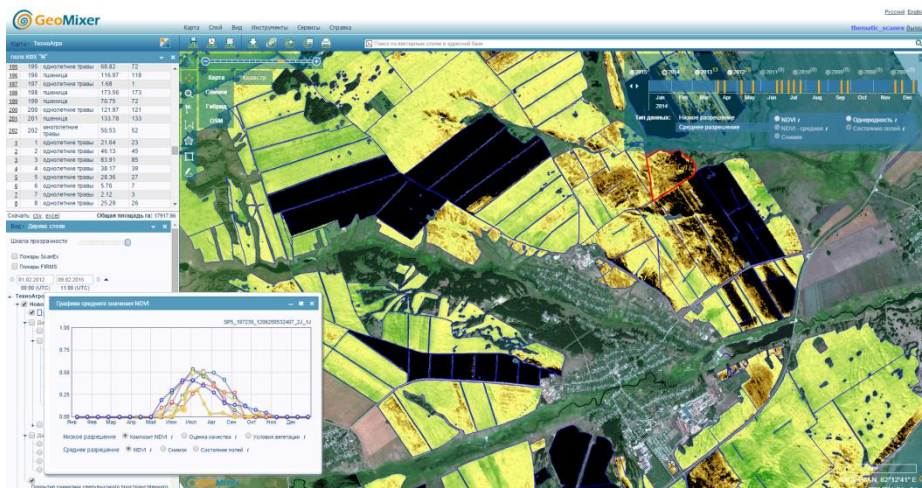 GeoMixer
Русский
Карта Слой Вид Инструменты Сервисы Справка
thematic_scanex
Карта ТехноАгро
Поиск по векторным слоям и адресной базе
поля КФХ "N"
195 195 однолетние травы 68.82 72
196 196 пшеница 116.97 118
197 197 однолетние травы 1.68 1
198 198 пшеница 173.56 173
199 199 пшеница 70.75 72
200 200 однолетние травы 121.97 121
201 201 пшеница 133.78 133
202 202 многолетние травы 50.53 52
1 1 однолетние травы 21.64 23
2 2 однолетние травы 46.13 45
3 3 однолетние травы 83.91 85
4 4 однолетние травы 38.17 39
5 5 однолетние травы 28.36 27
6 6 однолетние травы 5.76 7
7 7 однолетние травы 2.12 3
8 8 однолетние травы 25.28 26
Скачать: csv excel Общая площадь га: 17917.86
Карта Кадастр
Снимки
Гибрид
OSM
2015 2014 2013 2012
Jan Feb Mar Apr May Jun Jul Aug Sep Oct Nov Dec
2014
Тип данных: Низкое разрешение
Среднее разрешение
NDVI Однородность
NDVI - средняя Состояние полей
Снимок
Вид Дерево слоев
Шкала прозрачности
Пожары ScanEx
Пожары FIRMS
01.02.2012 09.02.2015
00:00 (UTC) 11:00 (UTC)
ТехноАгро
Графики среднего значения NDVI
1.00
0.75
0.50
0.25
0.00
Янв Фев Мар Апр Май Июн Июл Авг Сен Окт Ноя Дек
Низкое разрешение Композит NDVI Оценка качества Условия вегетации
Среднее разрешение NDVI Снимок Состояние полей